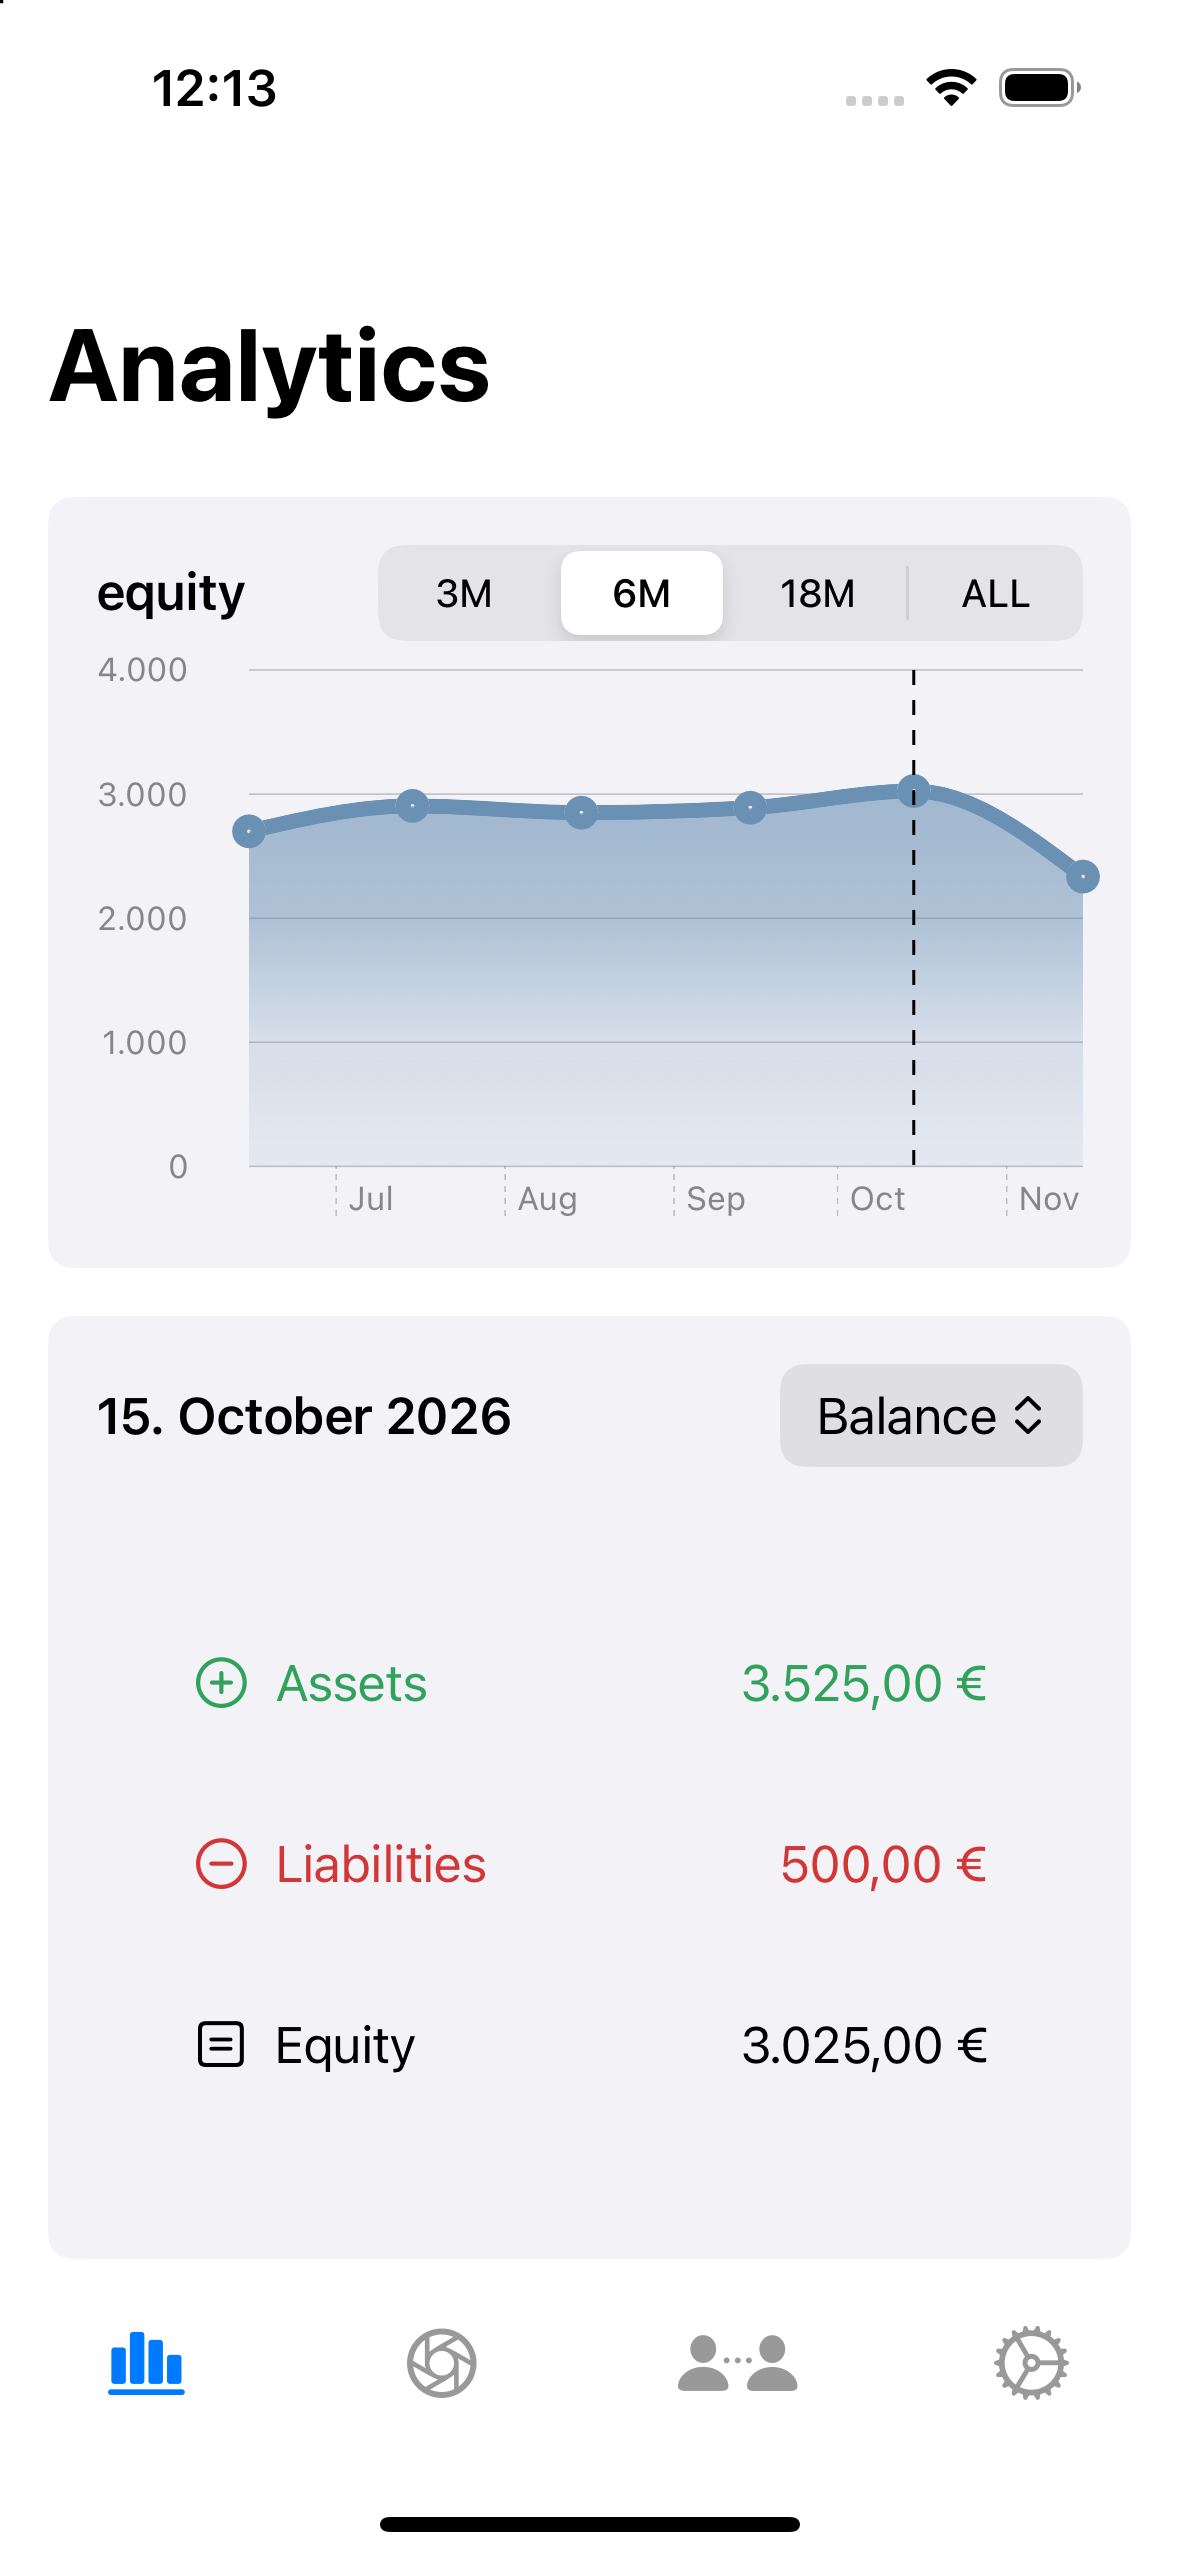 12:13
Analytics
equity
3M 6M 18M ALL
4.000
3.000
2.000
1.000
0
Jul Aug Sep Oct Nov
15. October 2026 Balance
Assets 3.525,00 €
Liabilities 500,00 €
Equity 3.025,00 €